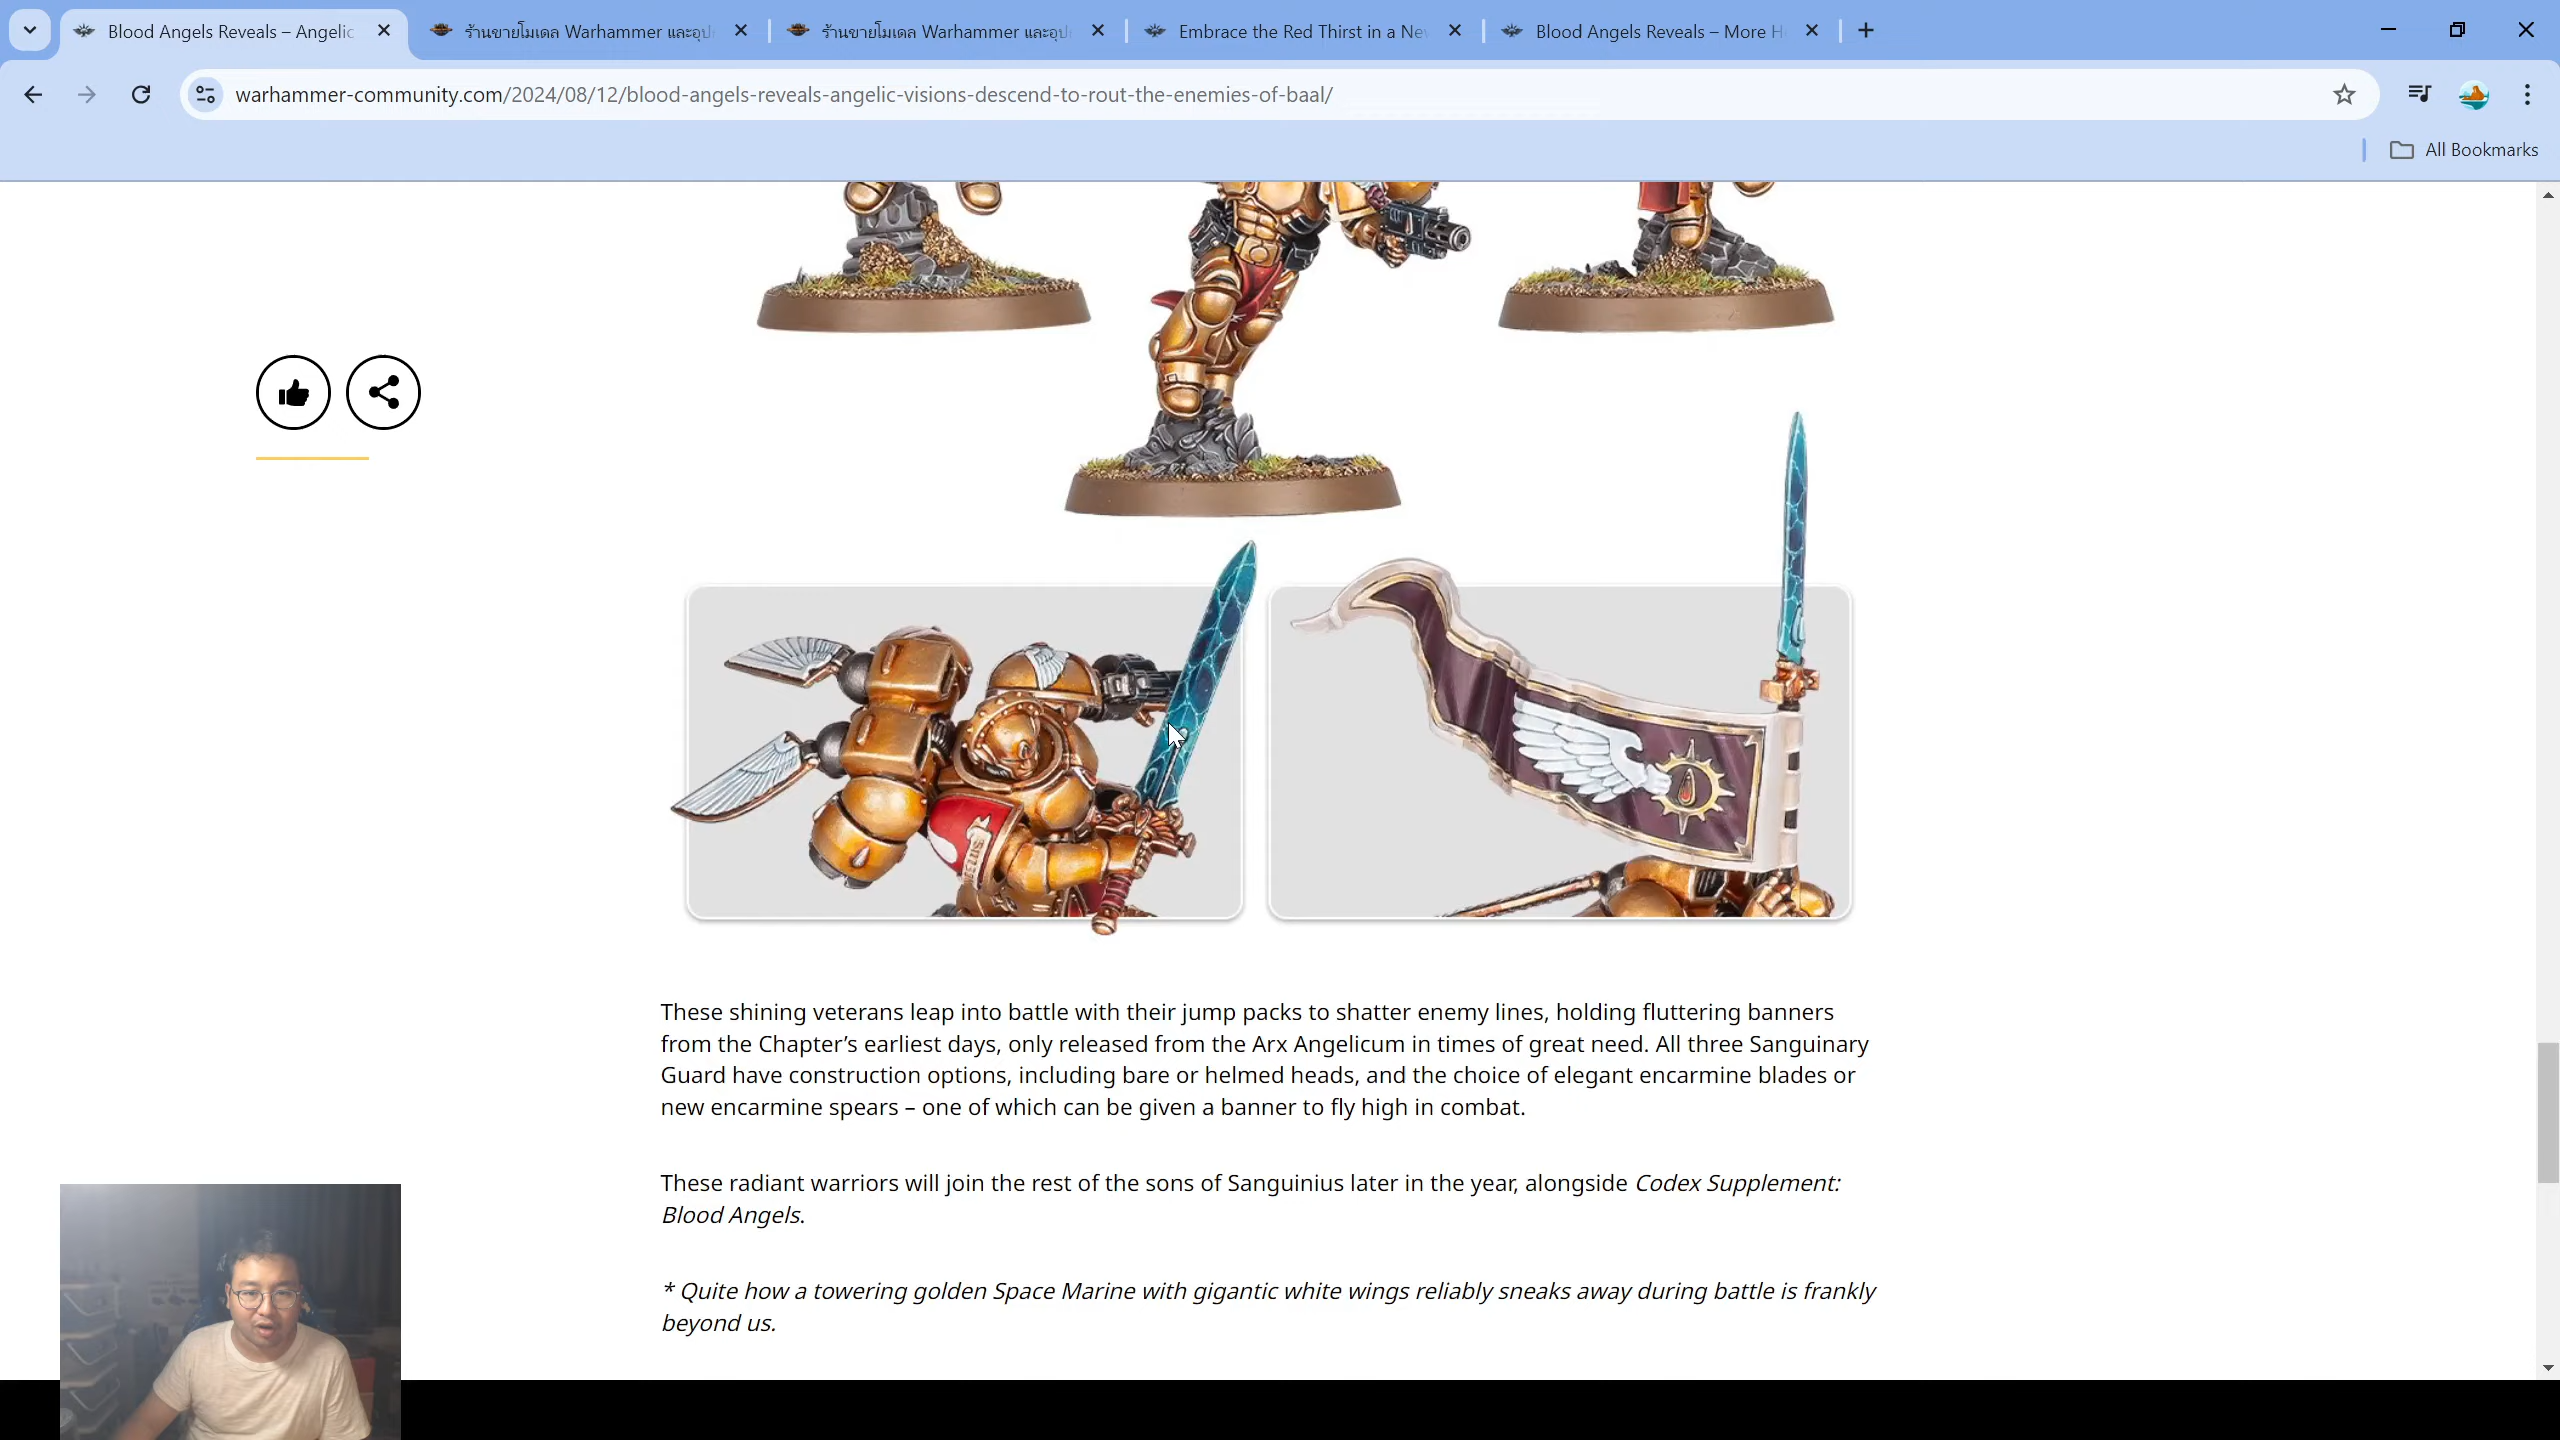 Blood Angels Reveals – Angelic
ร้านขายโมเดล Warhammer และอุป
ร้านขายโมเดล Warhammer และอุป
Embrace the Red Thirst in a Ne
Blood Angels Reveals – More H
warhammer-community.com/2024/08/12/blood-angels-reveals-angelic-visions-descend-to-rout-the-enemies-of-baal/
All Bookmarks
These shining veterans leap into battle with their jump packs to shatter enemy lines, holding fluttering banners
from the Chapter’s earliest days, only released from the Arx Angelicum in times of great need. All three Sanguinary
Guard have construction options, including bare or helmed heads, and the choice of elegant encarmine blades or
new encarmine spears – one of which can be given a banner to fly high in combat.
These radiant warriors will join the rest of the sons of Sanguinius later in the year, alongside Codex Supplement:
Blood Angels.
* Quite how a towering golden Space Marine with gigantic white wings reliably sneaks away during battle is frankly
beyond us.